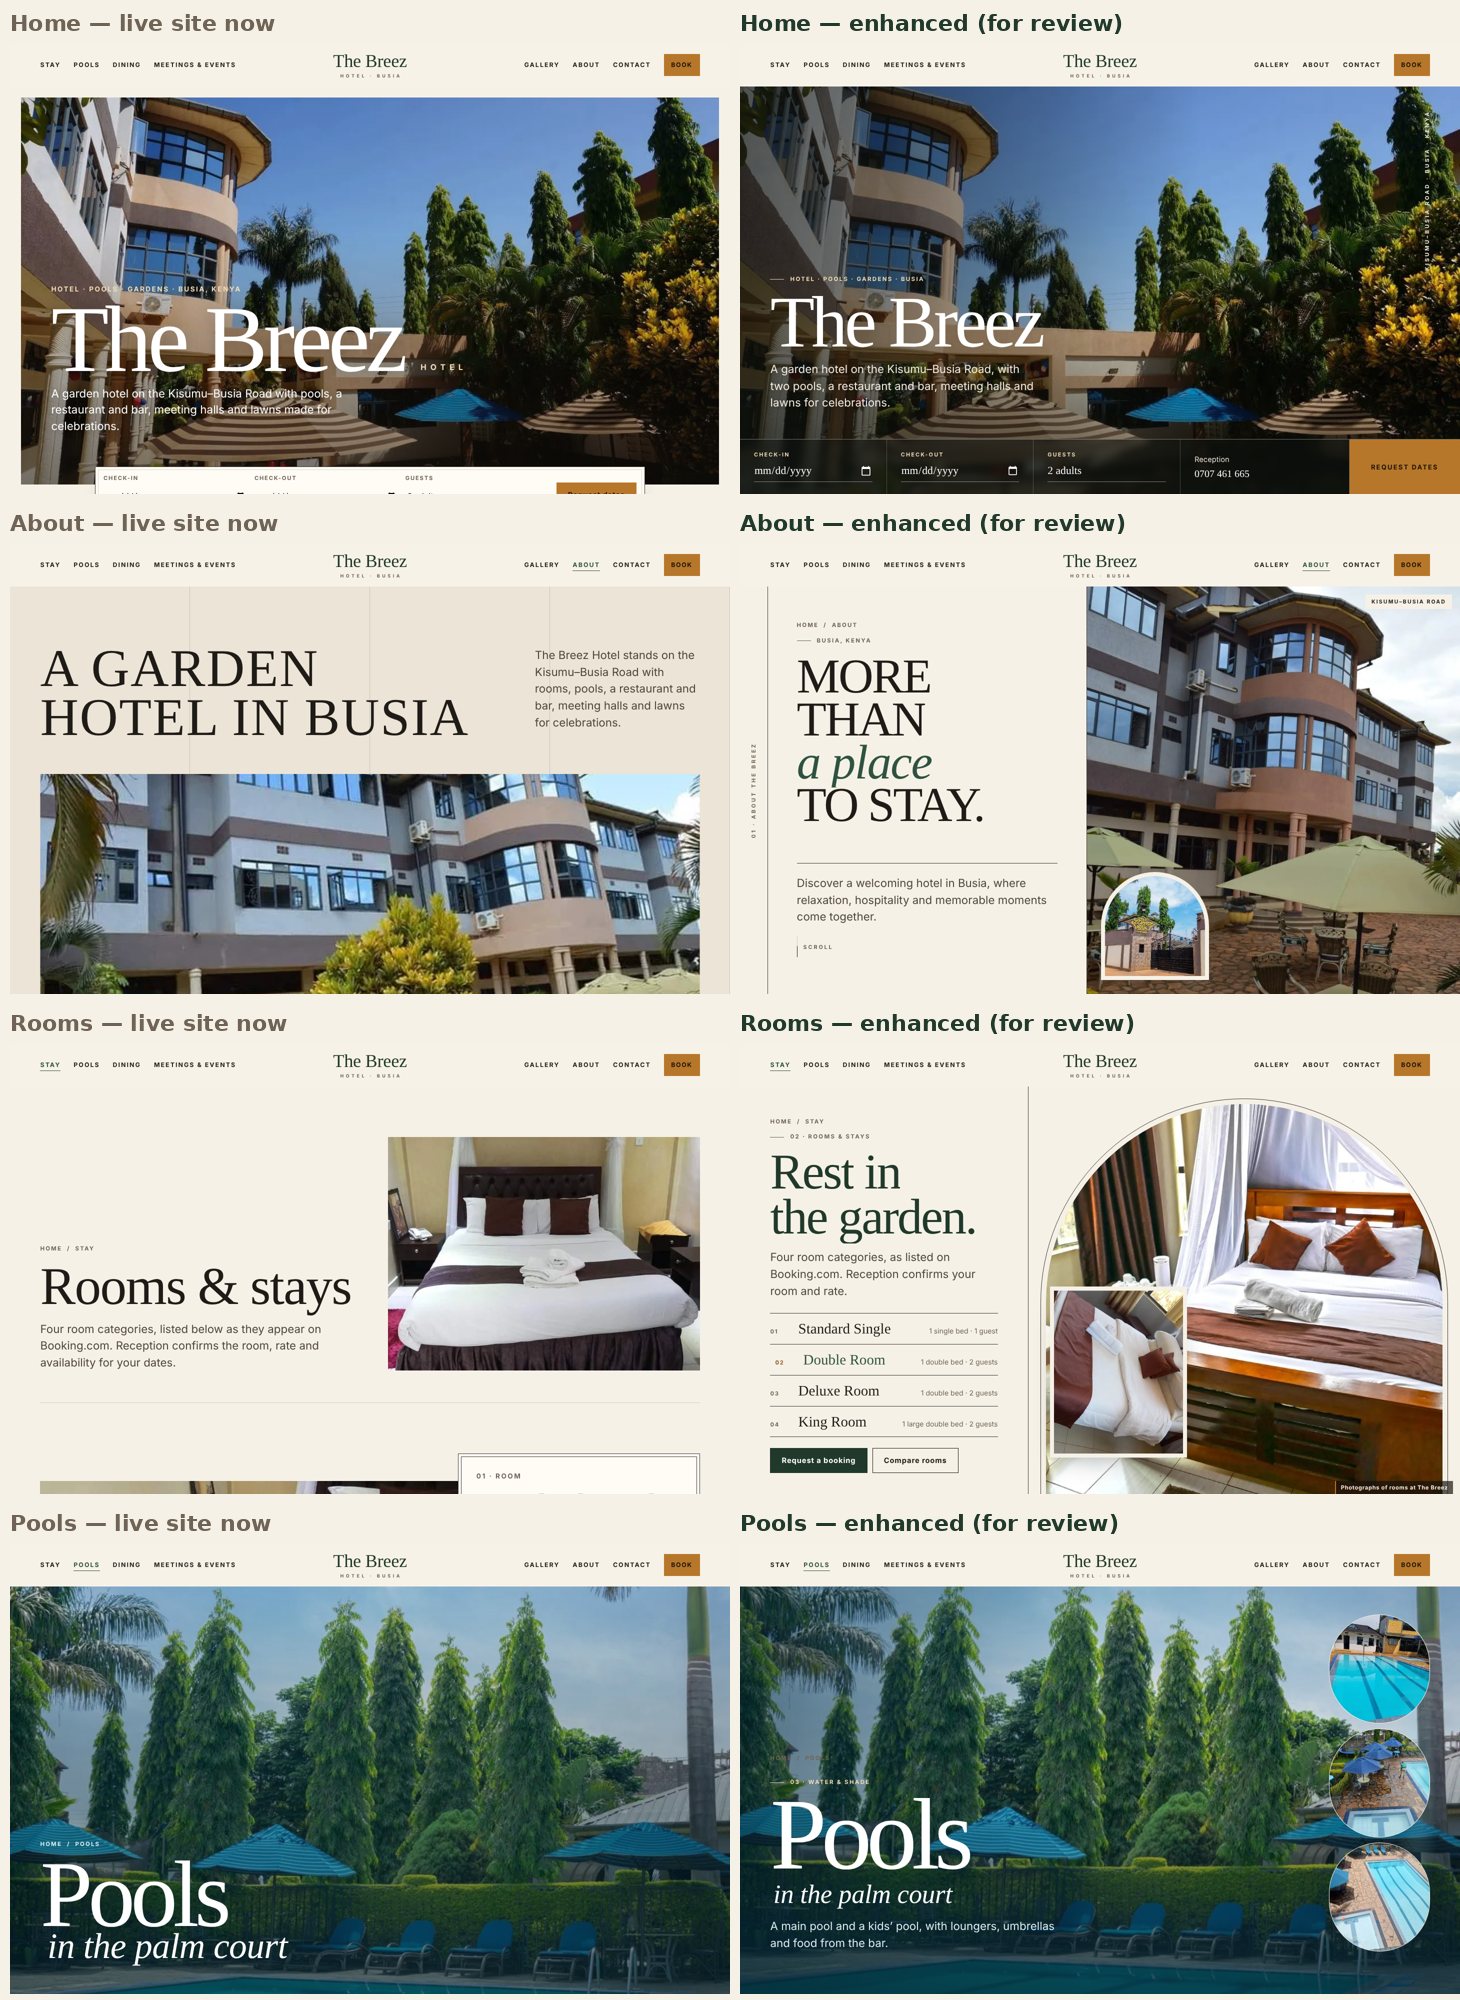 Home — live site now
STAY POOLS DINING MEETINGS & EVENTS
The Breez
HOTEL · BUSIA
GALLERY ABOUT CONTACT BOOK
HOTEL · POOLS · GARDENS · BUSIA, KENYA
The Breez HOTEL
A garden hotel on the Kisumu–Busia Road with pools, a
restaurant and bar, meeting halls and lawns made for
celebrations.
CHECK-IN CHECK-OUT GUESTS
Request dates
Home — enhanced (for review)
STAY POOLS DINING MEETINGS & EVENTS
The Breez
HOTEL · BUSIA
GALLERY ABOUT CONTACT BOOK
KISUMU–BUSIA ROAD · BUSIA, KENYA
HOTEL · POOLS · GARDENS · BUSIA
The Breez
A garden hotel on the Kisumu–Busia Road, with
two pools, a restaurant and bar, meeting halls and
lawns for celebrations.
CHECK-IN CHECK-OUT GUESTS Reception
mm/dd/yyyy mm/dd/yyyy 2 adults 0707 461 665
REQUEST DATES
About — live site now
STAY POOLS DINING MEETINGS & EVENTS
The Breez
HOTEL · BUSIA
GALLERY ABOUT CONTACT BOOK
A GARDEN
HOTEL IN BUSIA
The Breez Hotel stands on the
Kisumu–Busia Road with
rooms, pools, a restaurant and
bar, meeting halls and lawns
for celebrations.
About — enhanced (for review)
STAY POOLS DINING MEETINGS & EVENTS
The Breez
HOTEL · BUSIA
GALLERY ABOUT CONTACT BOOK
KISUMU–BUSIA ROAD
01 · ABOUT THE BREEZ
HOME / ABOUT
BUSIA, KENYA
MORE
THAN
a place
TO STAY.
Discover a welcoming hotel in Busia, where
relaxation, hospitality and memorable moments
come together.
SCROLL
Rooms — live site now
STAY POOLS DINING MEETINGS & EVENTS
The Breez
HOTEL · BUSIA
GALLERY ABOUT CONTACT BOOK
HOME / STAY
Rooms & stays
Four room categories, listed below as they appear on
Booking.com. Reception confirms the room, rate and
availability for your dates.
01 · ROOM
Rooms — enhanced (for review)
STAY POOLS DINING MEETINGS & EVENTS
The Breez
HOTEL · BUSIA
GALLERY ABOUT CONTACT BOOK
HOME / STAY
02 · ROOMS & STAYS
Rest in
the garden.
Four room categories, as listed on
Booking.com. Reception confirms your
room and rate.
01 Standard Single 1 single bed · 1 guest
02 Double Room 1 double bed · 2 guests
03 Deluxe Room 1 double bed · 2 guests
04 King Room 1 large double bed · 2 guests
Request a booking Compare rooms
Photographs of rooms at The Breez
Pools — live site now
STAY POOLS DINING MEETINGS & EVENTS
The Breez
HOTEL · BUSIA
GALLERY ABOUT CONTACT BOOK
HOME / POOLS
Pools
in the palm court
Pools — enhanced (for review)
STAY POOLS DINING MEETINGS & EVENTS
The Breez
HOTEL · BUSIA
GALLERY ABOUT CONTACT BOOK
HOME / POOLS
03 · WATER & SHADE
Pools
in the palm court
A main pool and a kids’ pool, with loungers, umbrellas
and food from the bar.